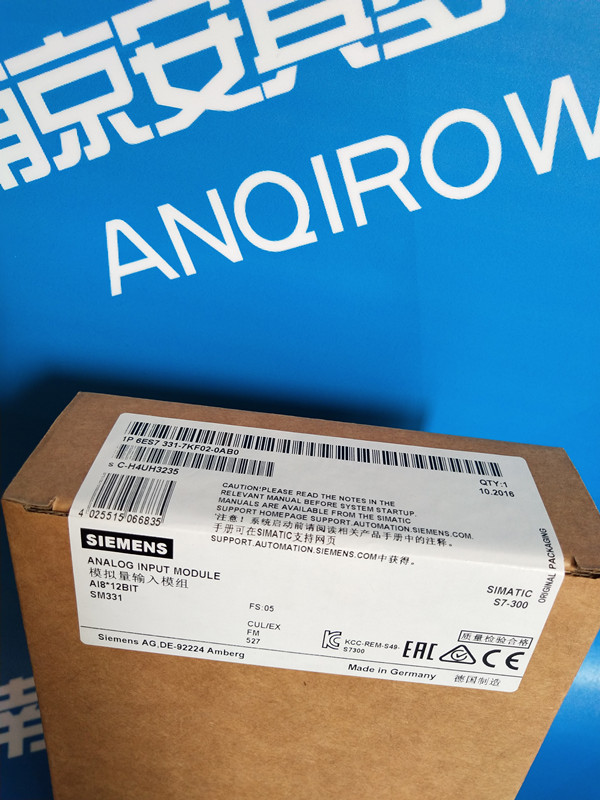 ANQIROW
1P 6ES7 331-7KF02-0AB0
S C-H4UH3235
QTY:1
10.2016
4 025515 066835
CAUTION!PLEASE READ THE NOTES IN THE
RELEVANT MANUAL BEFORE SYSTEM STARTUP.
MANUALS ARE AVAILABLE FROM THE SIMATIC
SUPPORT HOMEPAGE SUPPORT.AUTOMATION.SIEMENS.COM.
"注意! 系统启动前请阅读相关产品手册中的注释。
手册可在SIMATIC支持网页
SUPPORT.AUTOMATION.SIEMENS.COM中获得。
SIEMENS
ANALOG INPUT MODULE
模拟量输入模组
AI8*12BIT
SM331
SIMATIC
S7-300
ORIGINAL PACKAGING
FS:05
CUL/EX
FM
527
KCC-REM-S49-
S7300
EAC
CE
质量检验合格
Siemens AG,DE-92224 Amberg
Made in Germany
德国制造